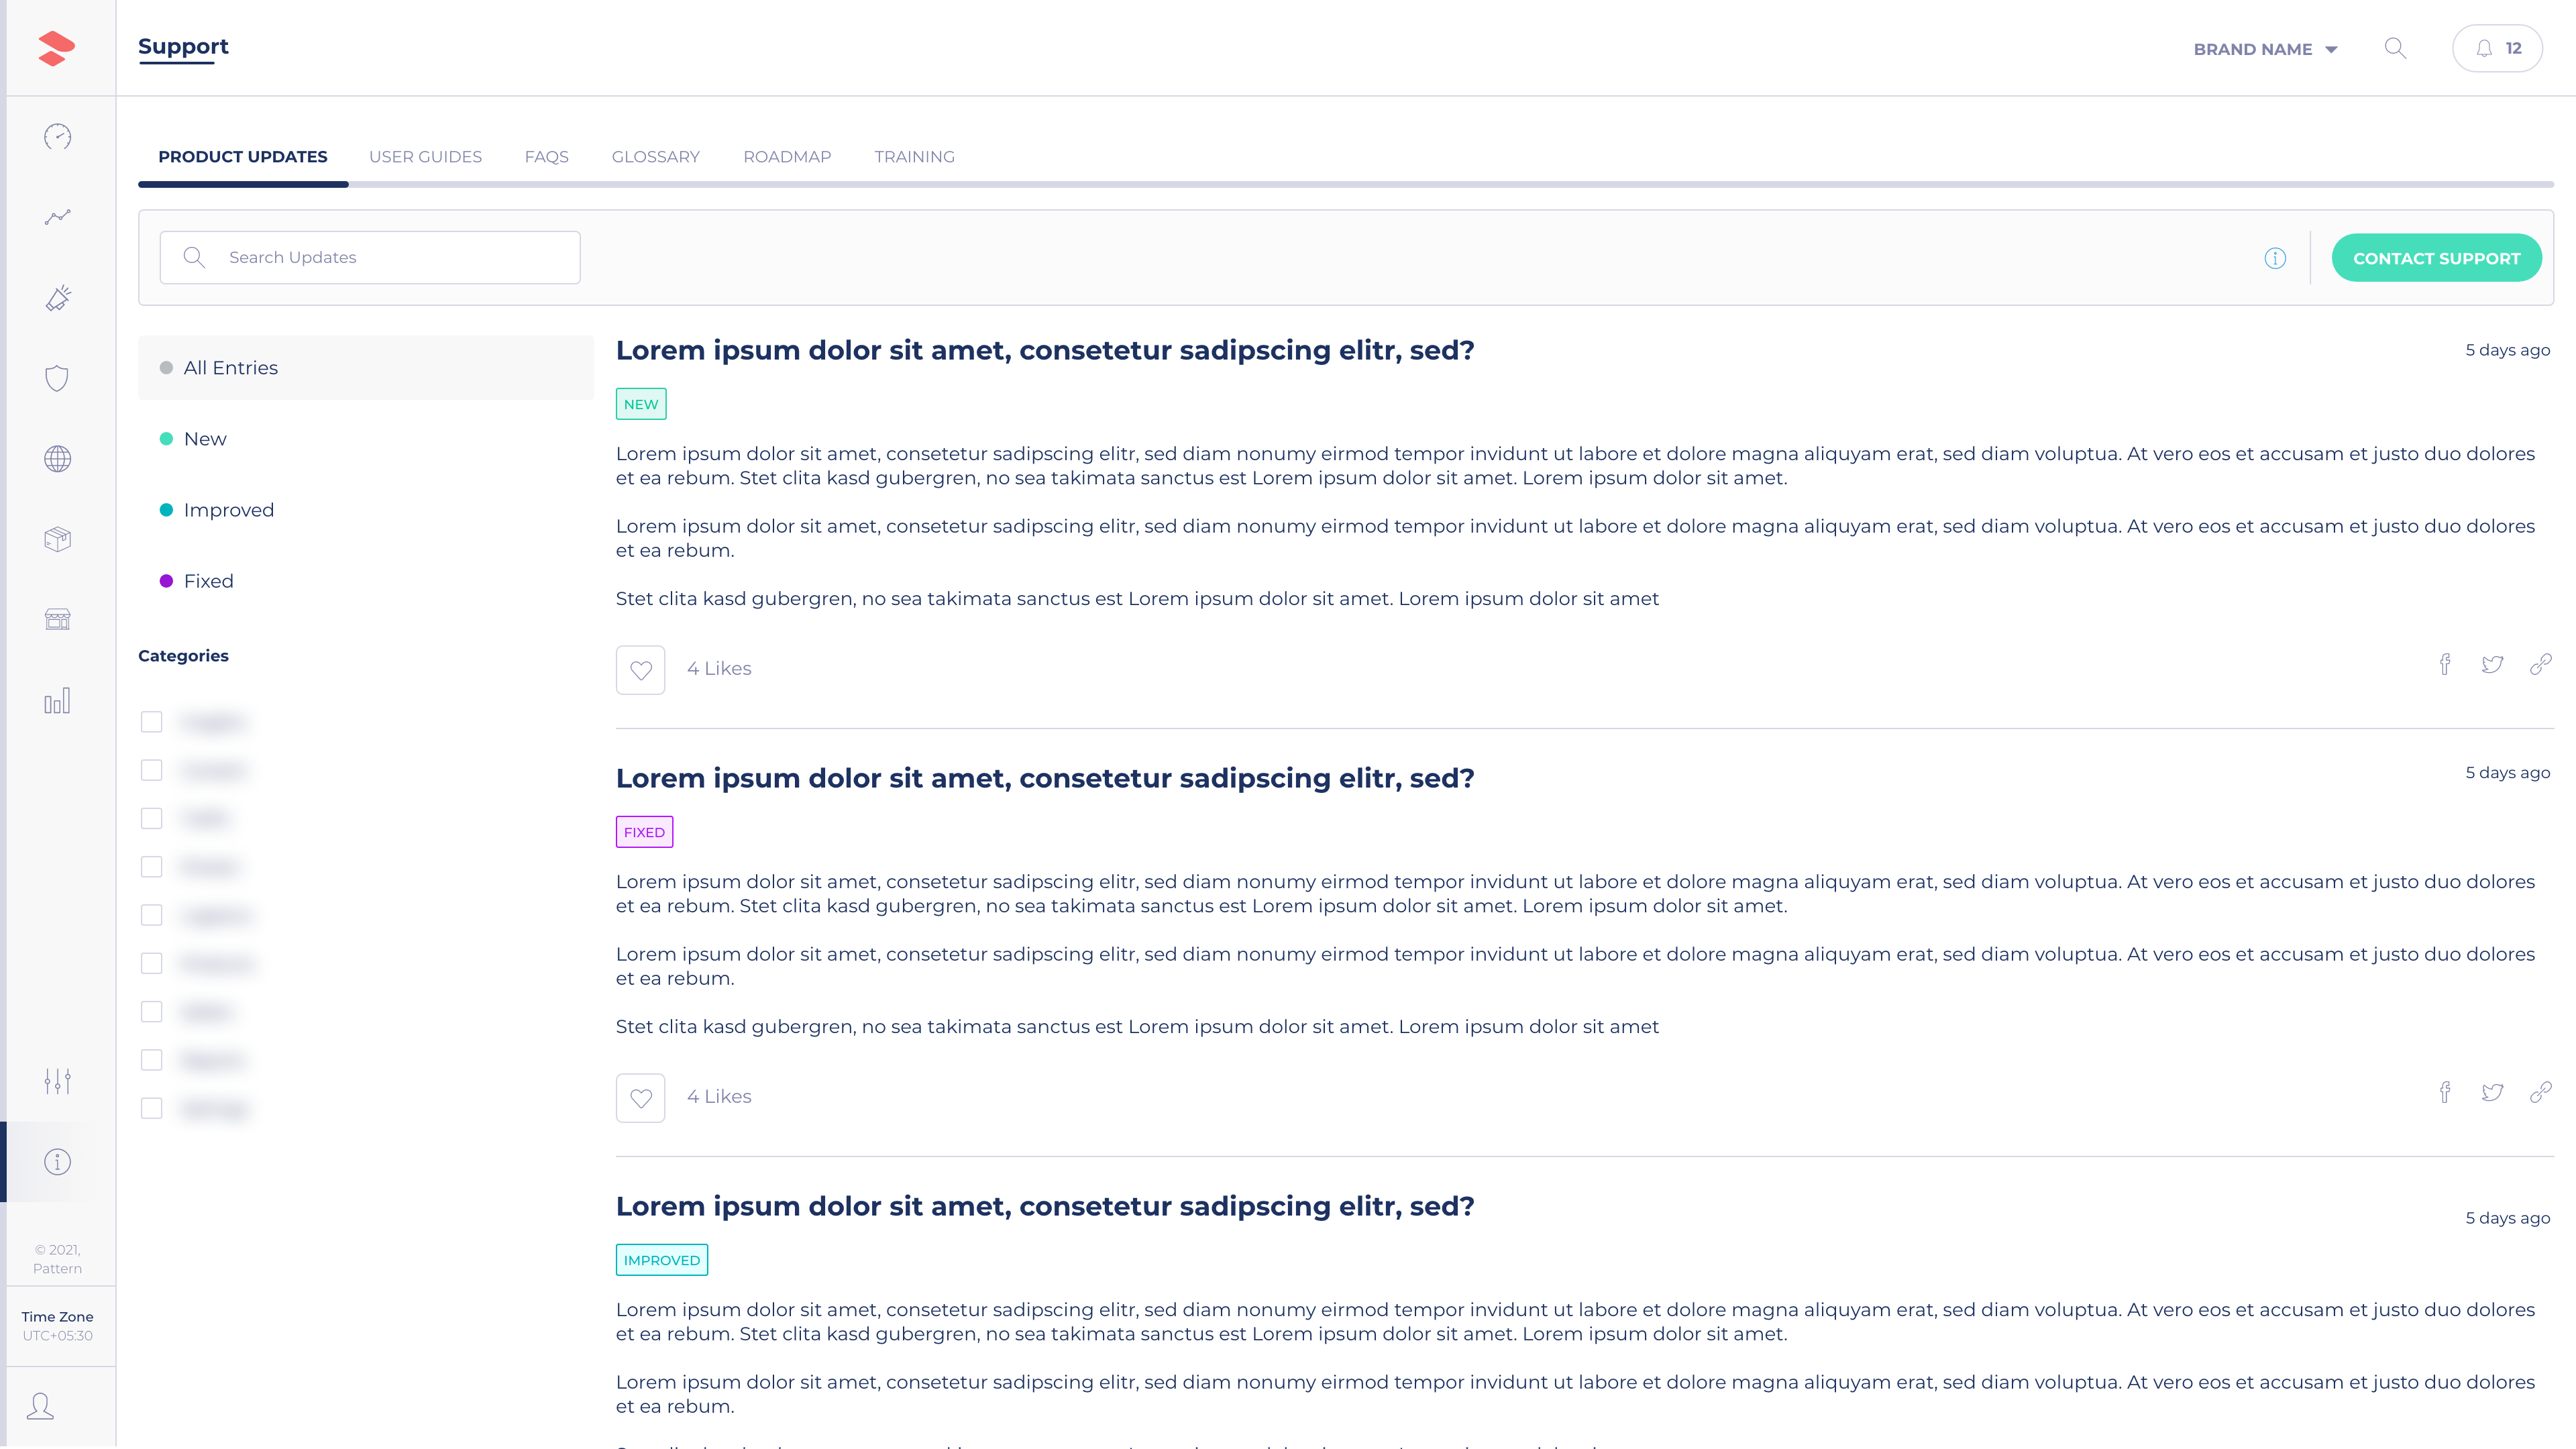 Support
BRAND NAME
12
PRODUCT UPDATES
USER GUIDES
FAQS
GLOSSARY
ROADMAP
TRAINING
Search Updates
CONTACT SUPPORT
All Entries
New
Improved
Fixed
Categories
Lorem ipsum dolor sit amet, consetetur sadipscing elitr, sed?
5 days ago
NEW
Lorem ipsum dolor sit amet, consetetur sadipscing elitr, sed diam nonumy eirmod tempor invidunt ut labore et dolore magna aliquyam erat, sed diam voluptua. At vero eos et accusam et justo duo dolores
et ea rebum. Stet clita kasd gubergren, no sea takimata sanctus est Lorem ipsum dolor sit amet. Lorem ipsum dolor sit amet.
Lorem ipsum dolor sit amet, consetetur sadipscing elitr, sed diam nonumy eirmod tempor invidunt ut labore et dolore magna aliquyam erat, sed diam voluptua. At vero eos et accusam et justo duo dolores
et ea rebum.
Stet clita kasd gubergren, no sea takimata sanctus est Lorem ipsum dolor sit amet. Lorem ipsum dolor sit amet
4 Likes
Lorem ipsum dolor sit amet, consetetur sadipscing elitr, sed?
5 days ago
FIXED
Lorem ipsum dolor sit amet, consetetur sadipscing elitr, sed diam nonumy eirmod tempor invidunt ut labore et dolore magna aliquyam erat, sed diam voluptua. At vero eos et accusam et justo duo dolores
et ea rebum. Stet clita kasd gubergren, no sea takimata sanctus est Lorem ipsum dolor sit amet. Lorem ipsum dolor sit amet.
Lorem ipsum dolor sit amet, consetetur sadipscing elitr, sed diam nonumy eirmod tempor invidunt ut labore et dolore magna aliquyam erat, sed diam voluptua. At vero eos et accusam et justo duo dolores
et ea rebum.
Stet clita kasd gubergren, no sea takimata sanctus est Lorem ipsum dolor sit amet. Lorem ipsum dolor sit amet
4 Likes
Lorem ipsum dolor sit amet, consetetur sadipscing elitr, sed?
5 days ago
IMPROVED
Lorem ipsum dolor sit amet, consetetur sadipscing elitr, sed diam nonumy eirmod tempor invidunt ut labore et dolore magna aliquyam erat, sed diam voluptua. At vero eos et accusam et justo duo dolores
et ea rebum. Stet clita kasd gubergren, no sea takimata sanctus est Lorem ipsum dolor sit amet. Lorem ipsum dolor sit amet.
Lorem ipsum dolor sit amet, consetetur sadipscing elitr, sed diam nonumy eirmod tempor invidunt ut labore et dolore magna aliquyam erat, sed diam voluptua. At vero eos et accusam et justo duo dolores
et ea rebum.
© 2021,
Pattern
Time Zone
UTC+05:30